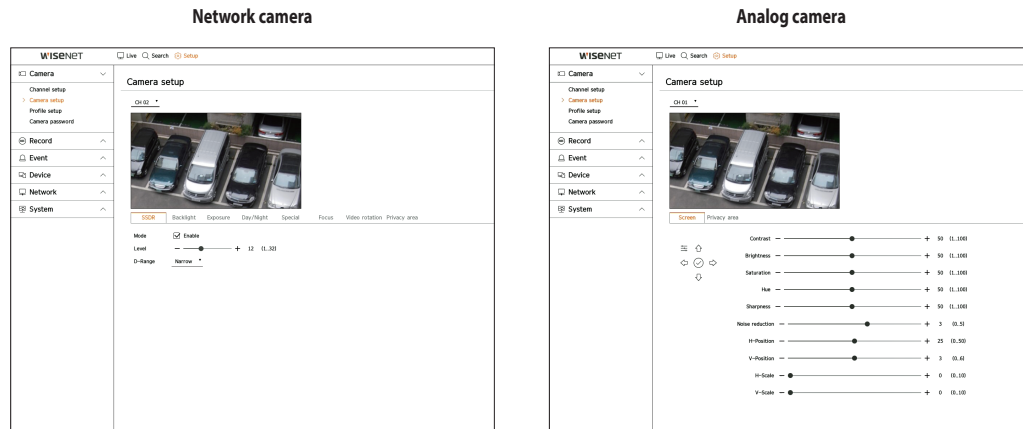 Network camera
WISENET Live Search Setup
Camera
Channel setup
Camera setup
Profile setup
Camera password
Record
Event
Device
Network
System
Camera setup
CH 02
SSDR Backlight Exposure Day/Night Special Focus Video rotation Privacy area
Mode Enable
Level 12 (1..32)
D-Range Narrow
Analog camera
WISENET Live Search Setup
Camera
Channel setup
Camera setup
Profile setup
Camera password
Record
Event
Device
Network
System
Camera setup
CH 01
Screen Privacy area
Contrast 50 (1..100)
Brightness 50 (1..100)
Saturation 50 (1..100)
Hue 50 (1..100)
Sharpness 50 (1..100)
Noise reduction 3 (0..5)
H-Position 25 (0..50)
V-Position 3 (0..6)
H-Scale 0 (0..10)
V-Scale 0 (0..10)